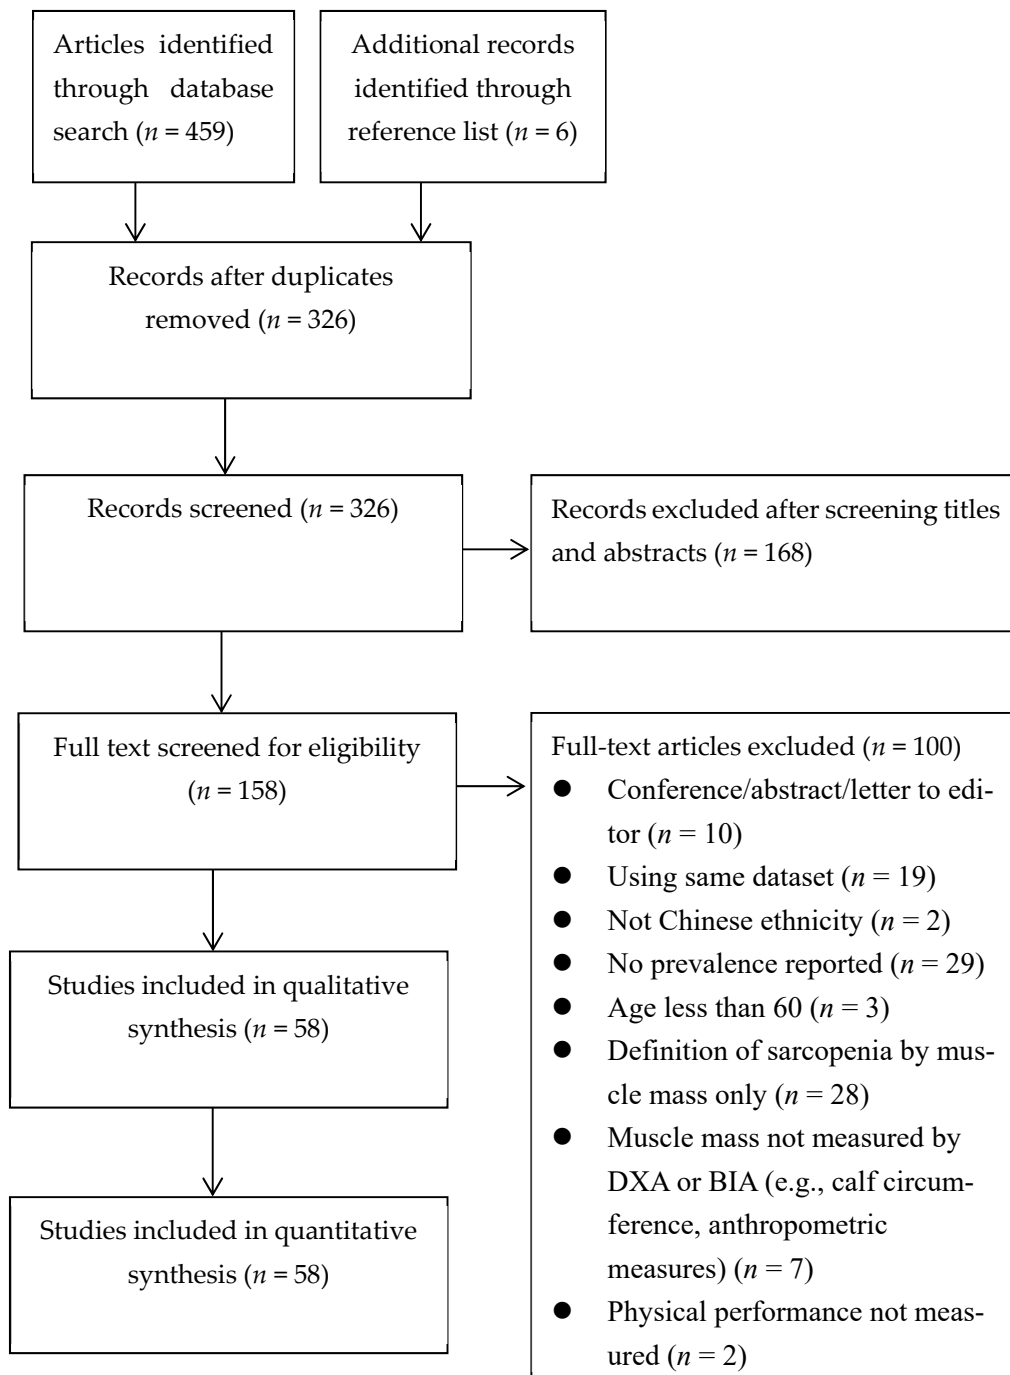 Articles identified
through database
search (n = 459)
Additional records
identified through
reference list (n = 6)
Records after duplicates
removed (n = 326)
Records screened (n = 326)
Records excluded after screening titles
and abstracts (n = 168)
Full text screened for eligibility
(n = 158)
Full-text articles excluded (n = 100)
● Conference/abstract/letter to edi-
tor (n = 10)
● Using same dataset (n = 19)
● Not Chinese ethnicity (n = 2)
● No prevalence reported (n = 29)
● Age less than 60 (n = 3)
● Definition of sarcopenia by mus-
cle mass only (n = 28)
● Muscle mass not measured by
DXA or BIA (e.g., calf circum-
ference, anthropometric
measures) (n = 7)
● Physical performance not meas-
ured (n = 2)
Studies included in qualitative
synthesis (n = 58)
Studies included in quantitative
synthesis (n = 58)